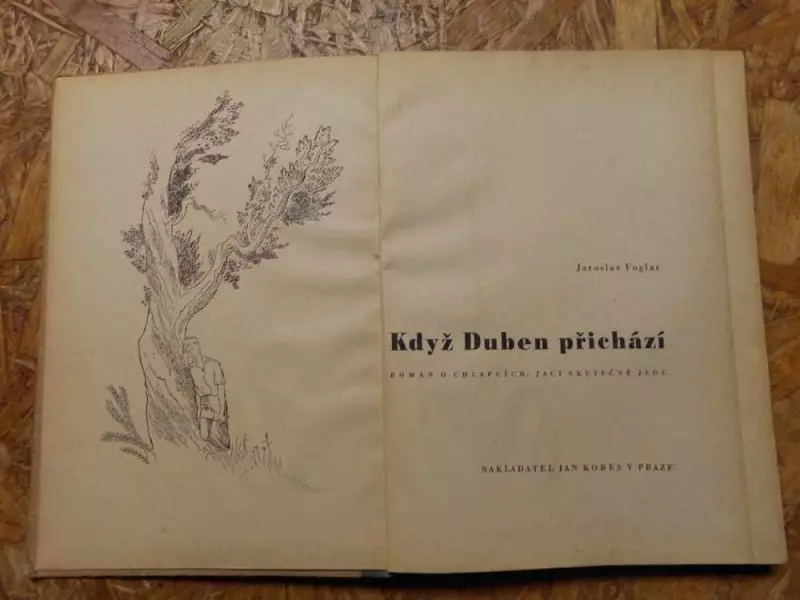 Jaroslav Foglar
Když Duben přichází
ROMÁN O CHLAPCÍCH, JACÍ SKUTEČNĚ JSOU.
NAKLADATEL JAN KOBES V PRAZE